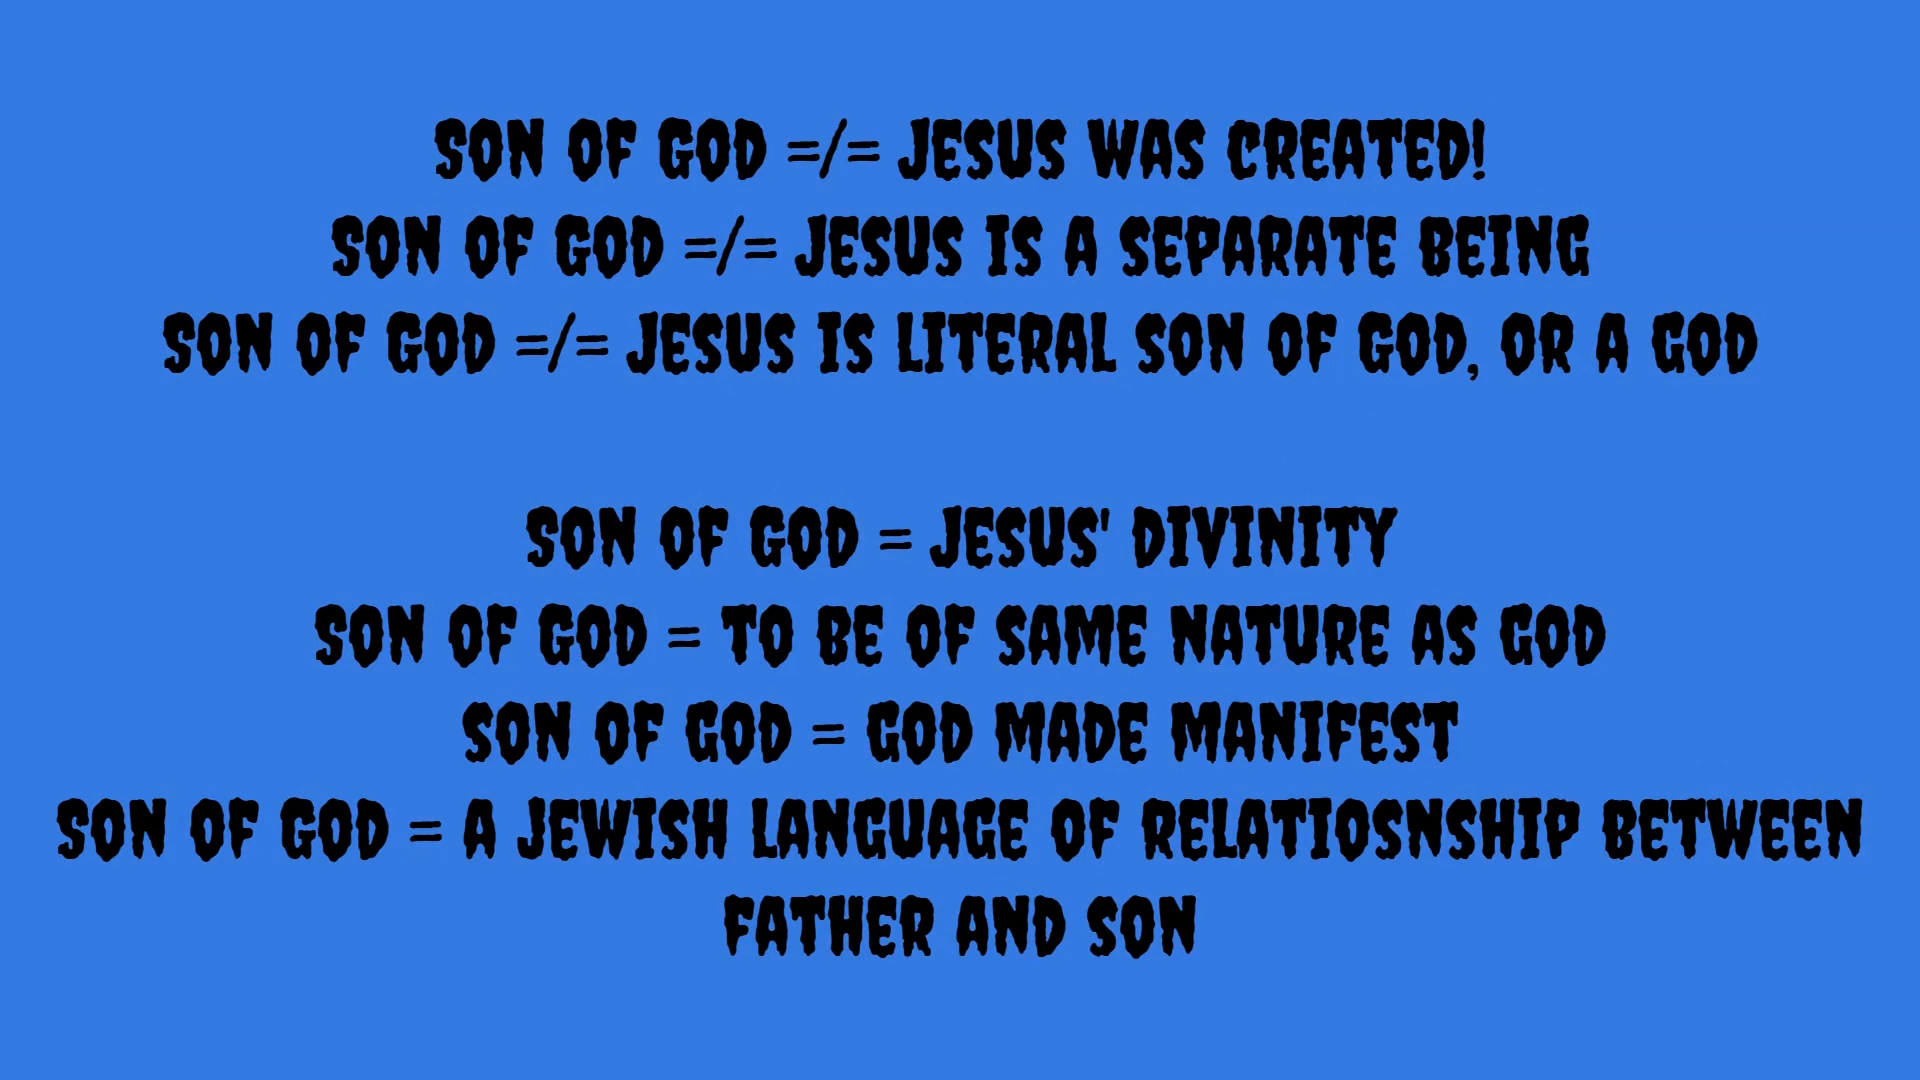 SON OF GOD =/= JESUS WAS CREATED!
SON OF GOD =/= JESUS IS A SEPARATE BEING
SON OF GOD =/= JESUS IS LITERAL SON OF GOD, OR A GOD
SON OF GOD = JESUS' DIVINITY
SON OF GOD = TO BE OF SAME NATURE AS GOD
SON OF GOD = GOD MADE MANIFEST
SON OF GOD = A JEWISH LANGUAGE OF RELATIOSNSHIP BETWEEN
FATHER AND SON